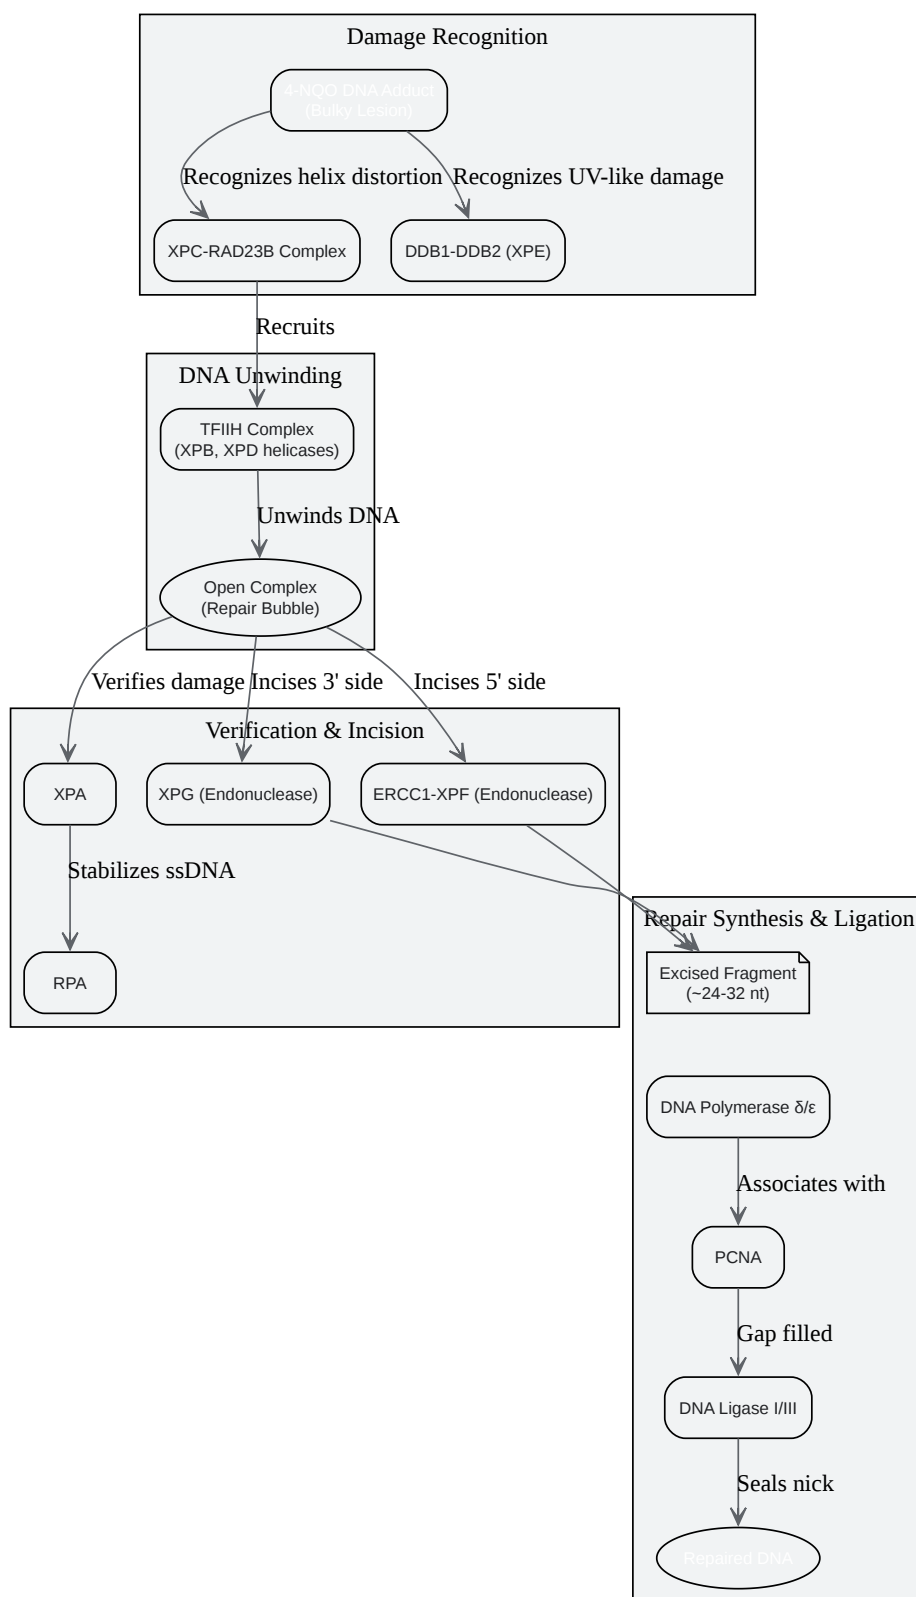 Damage Recognition
4-NQO DNA Adduct
(Bulky Lesion)
Recognizes helix distortion
Recognizes UV-like damage
XPC-RAD23B Complex
DDB1-DDB2 (XPE)
Recruits
DNA Unwinding
TFIIH Complex
(XPB, XPD helicases)
Unwinds DNA
Open Complex
(Repair Bubble)
Verifies damage
Incises 3' side
Incises 5' side
Verification & Incision
XPA
XPG (Endonuclease)
ERCC1-XPF (Endonuclease)
Stabilizes ssDNA
RPA
Repair Synthesis & Ligation
Excised Fragment
(~24-32 nt)
DNA Polymerase δ/ε
Associates with
PCNA
Gap filled
DNA Ligase I/III
Seals nick
Repaired DNA